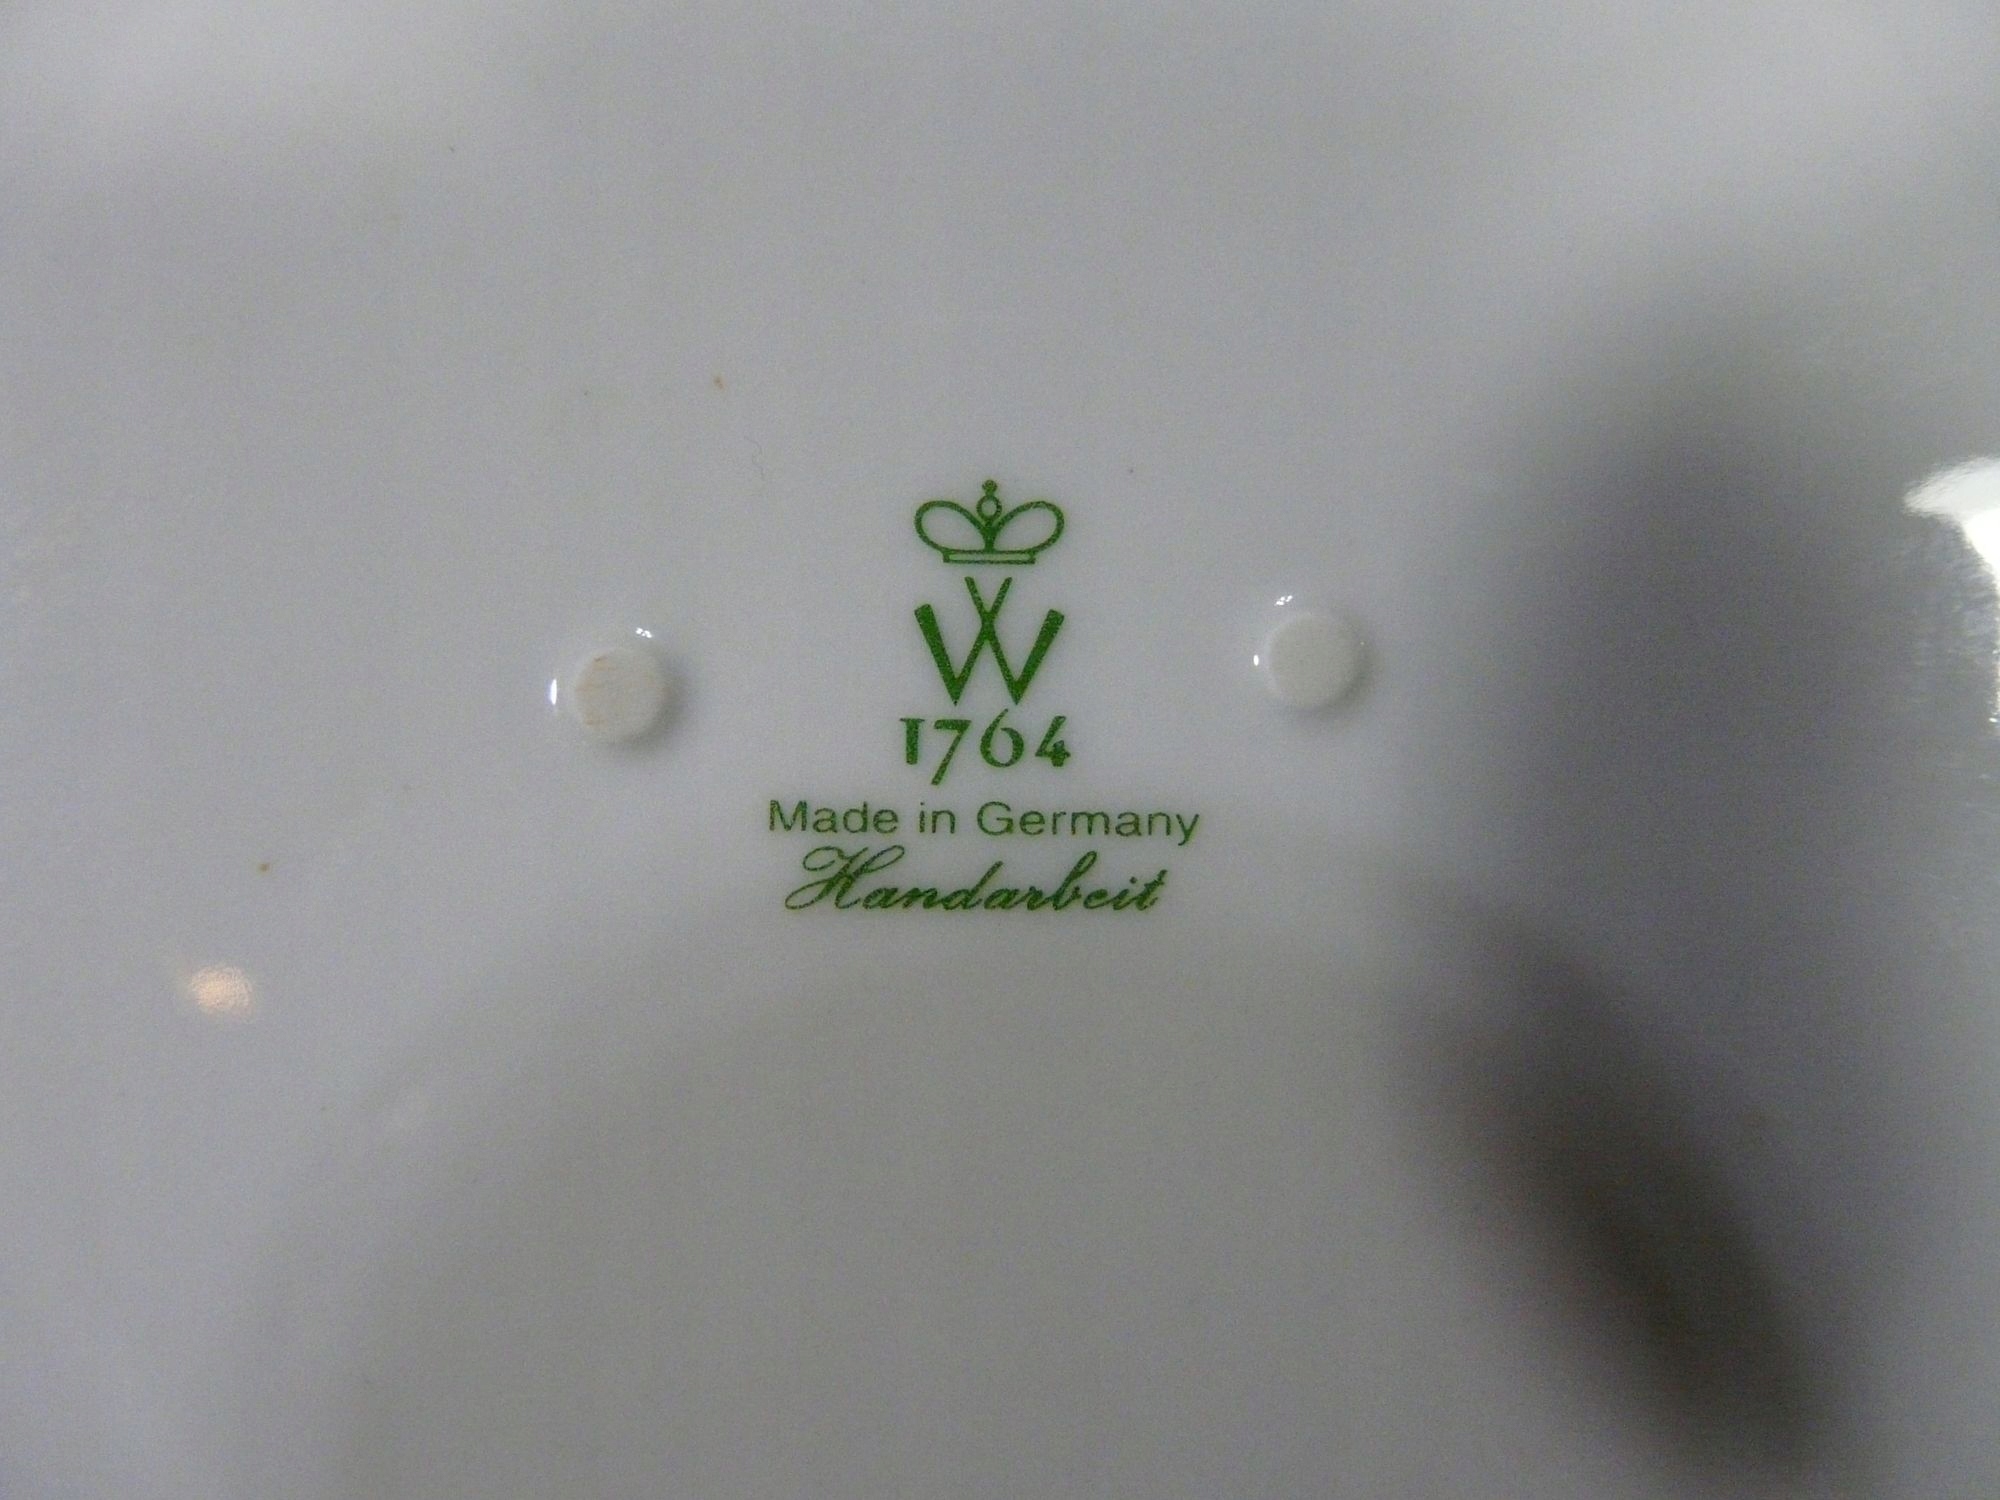 W
1764
Made in Germany
Handarbeit